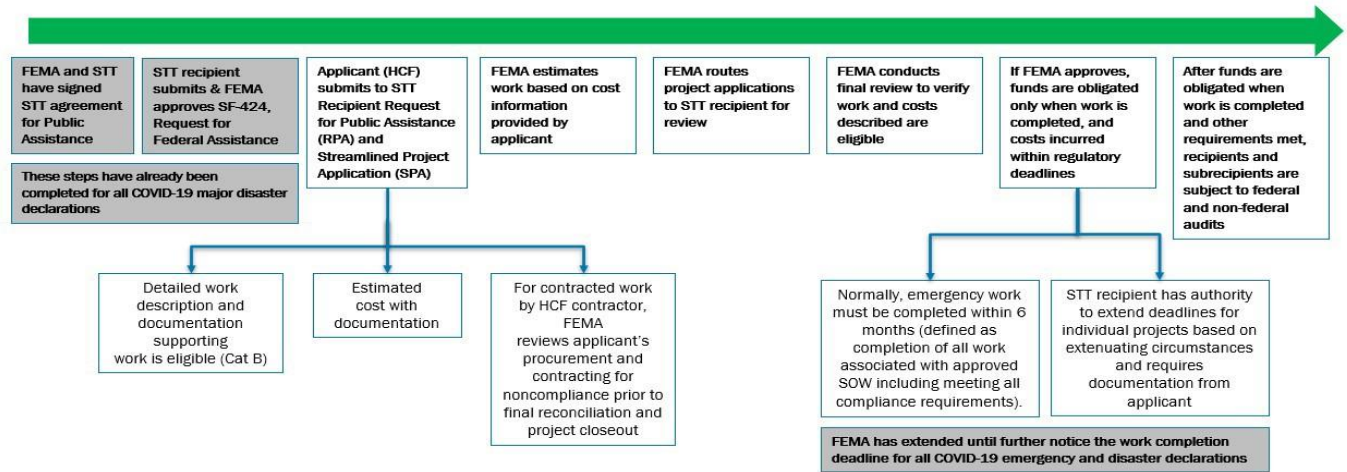 FEMA and STT
have signed
STT agreement
for Public
Assistance
STT recipient
submits & FEMA
approves SF-424,
Request for
Federal Assistance
These steps have already been
completed for all COVID-19 major disaster
declarations
Applicant (HCF)
submits to STT
Recipient Request
for Public Assistance
(RPA) and
Streamlined Project
Application (SPA)
FEMA estimates
work based on cost
information
provided by
applicant
FEMA routes
project applications
to STT recipient for
review
FEMA conducts
final review to verify
work and costs
described are
eligible
If FEMA approves,
funds are obligated
only when work is
completed, and
costs incurred
within regulatory
deadlines
After funds are
obligated when
work is completed
and other
requirements met,
recipients and
subrecipients are
subject to federal
and non-federal
audits
Detailed work
description and
documentation
supporting
work is eligible (Cat B)
Estimated
cost with
documentation
For contracted work
by HCF contractor,
FEMA
reviews applicant's
procurement and
contracting for
noncompliance prior to
final reconciliation and
project closeout
Normally, emergency work
must be completed within 6
months (defined as
completion of all work
associated with approved
SOW including meeting all
compliance requirements).
STT recipient has authority
to extend deadlines for
individual projects based on
extenuating circumstances
and requires
documentation from
applicant
FEMA has extended until further notice the work completion
deadline for all COVID-19 emergency and disaster declarations